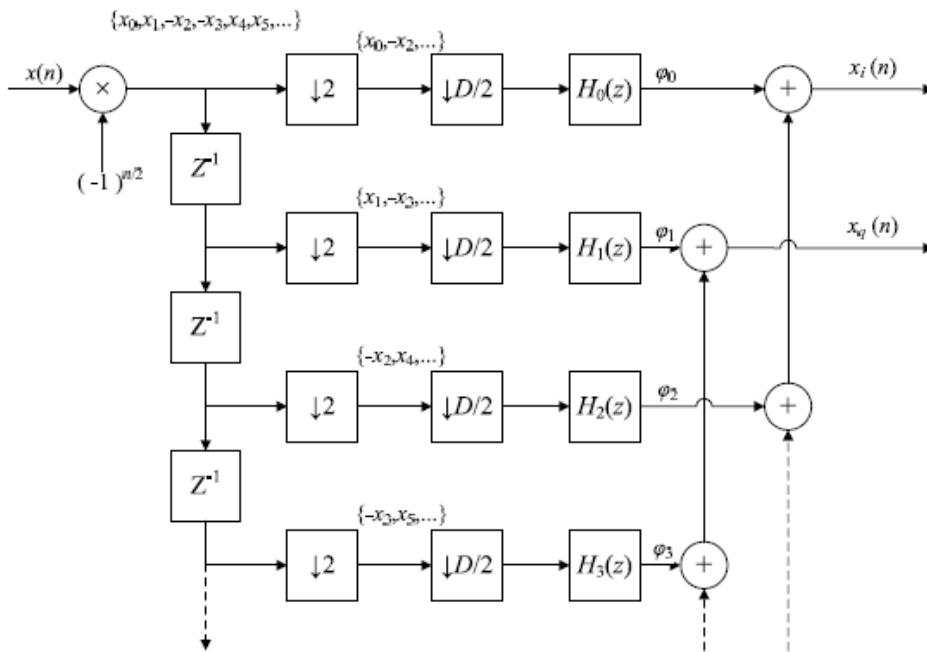 {x₀,x₁,-x₂,-x₃,x₄,x₅,...}
{x₀,-x₂,...}
x(n)
×
↓2
↓D/2
H₀(z)
φ₀
+
xᵢ(n)
(-1)^{n/2}
Z⁻¹
{x₁,-x₃,...}
↓2
↓D/2
H₁(z)
φ₁
+
x_q(n)
Z⁻¹
{-x₂,x₄,...}
↓2
↓D/2
H₂(z)
φ₂
+
Z⁻¹
{-x₃,x₅,...}
↓2
↓D/2
H₃(z)
φ₃
+